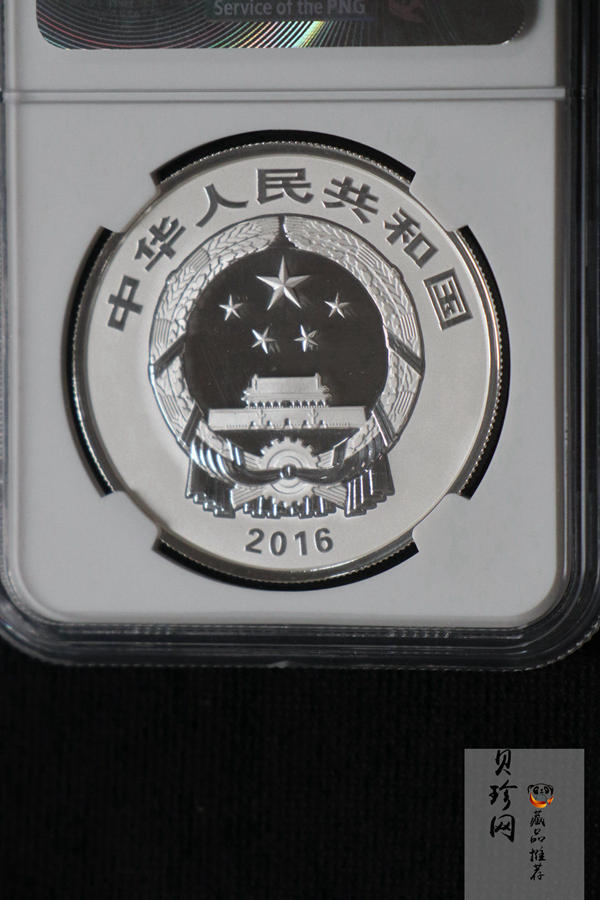 Service of the PNG
中华人民共和国
2016
贝珍网
藏品推荐